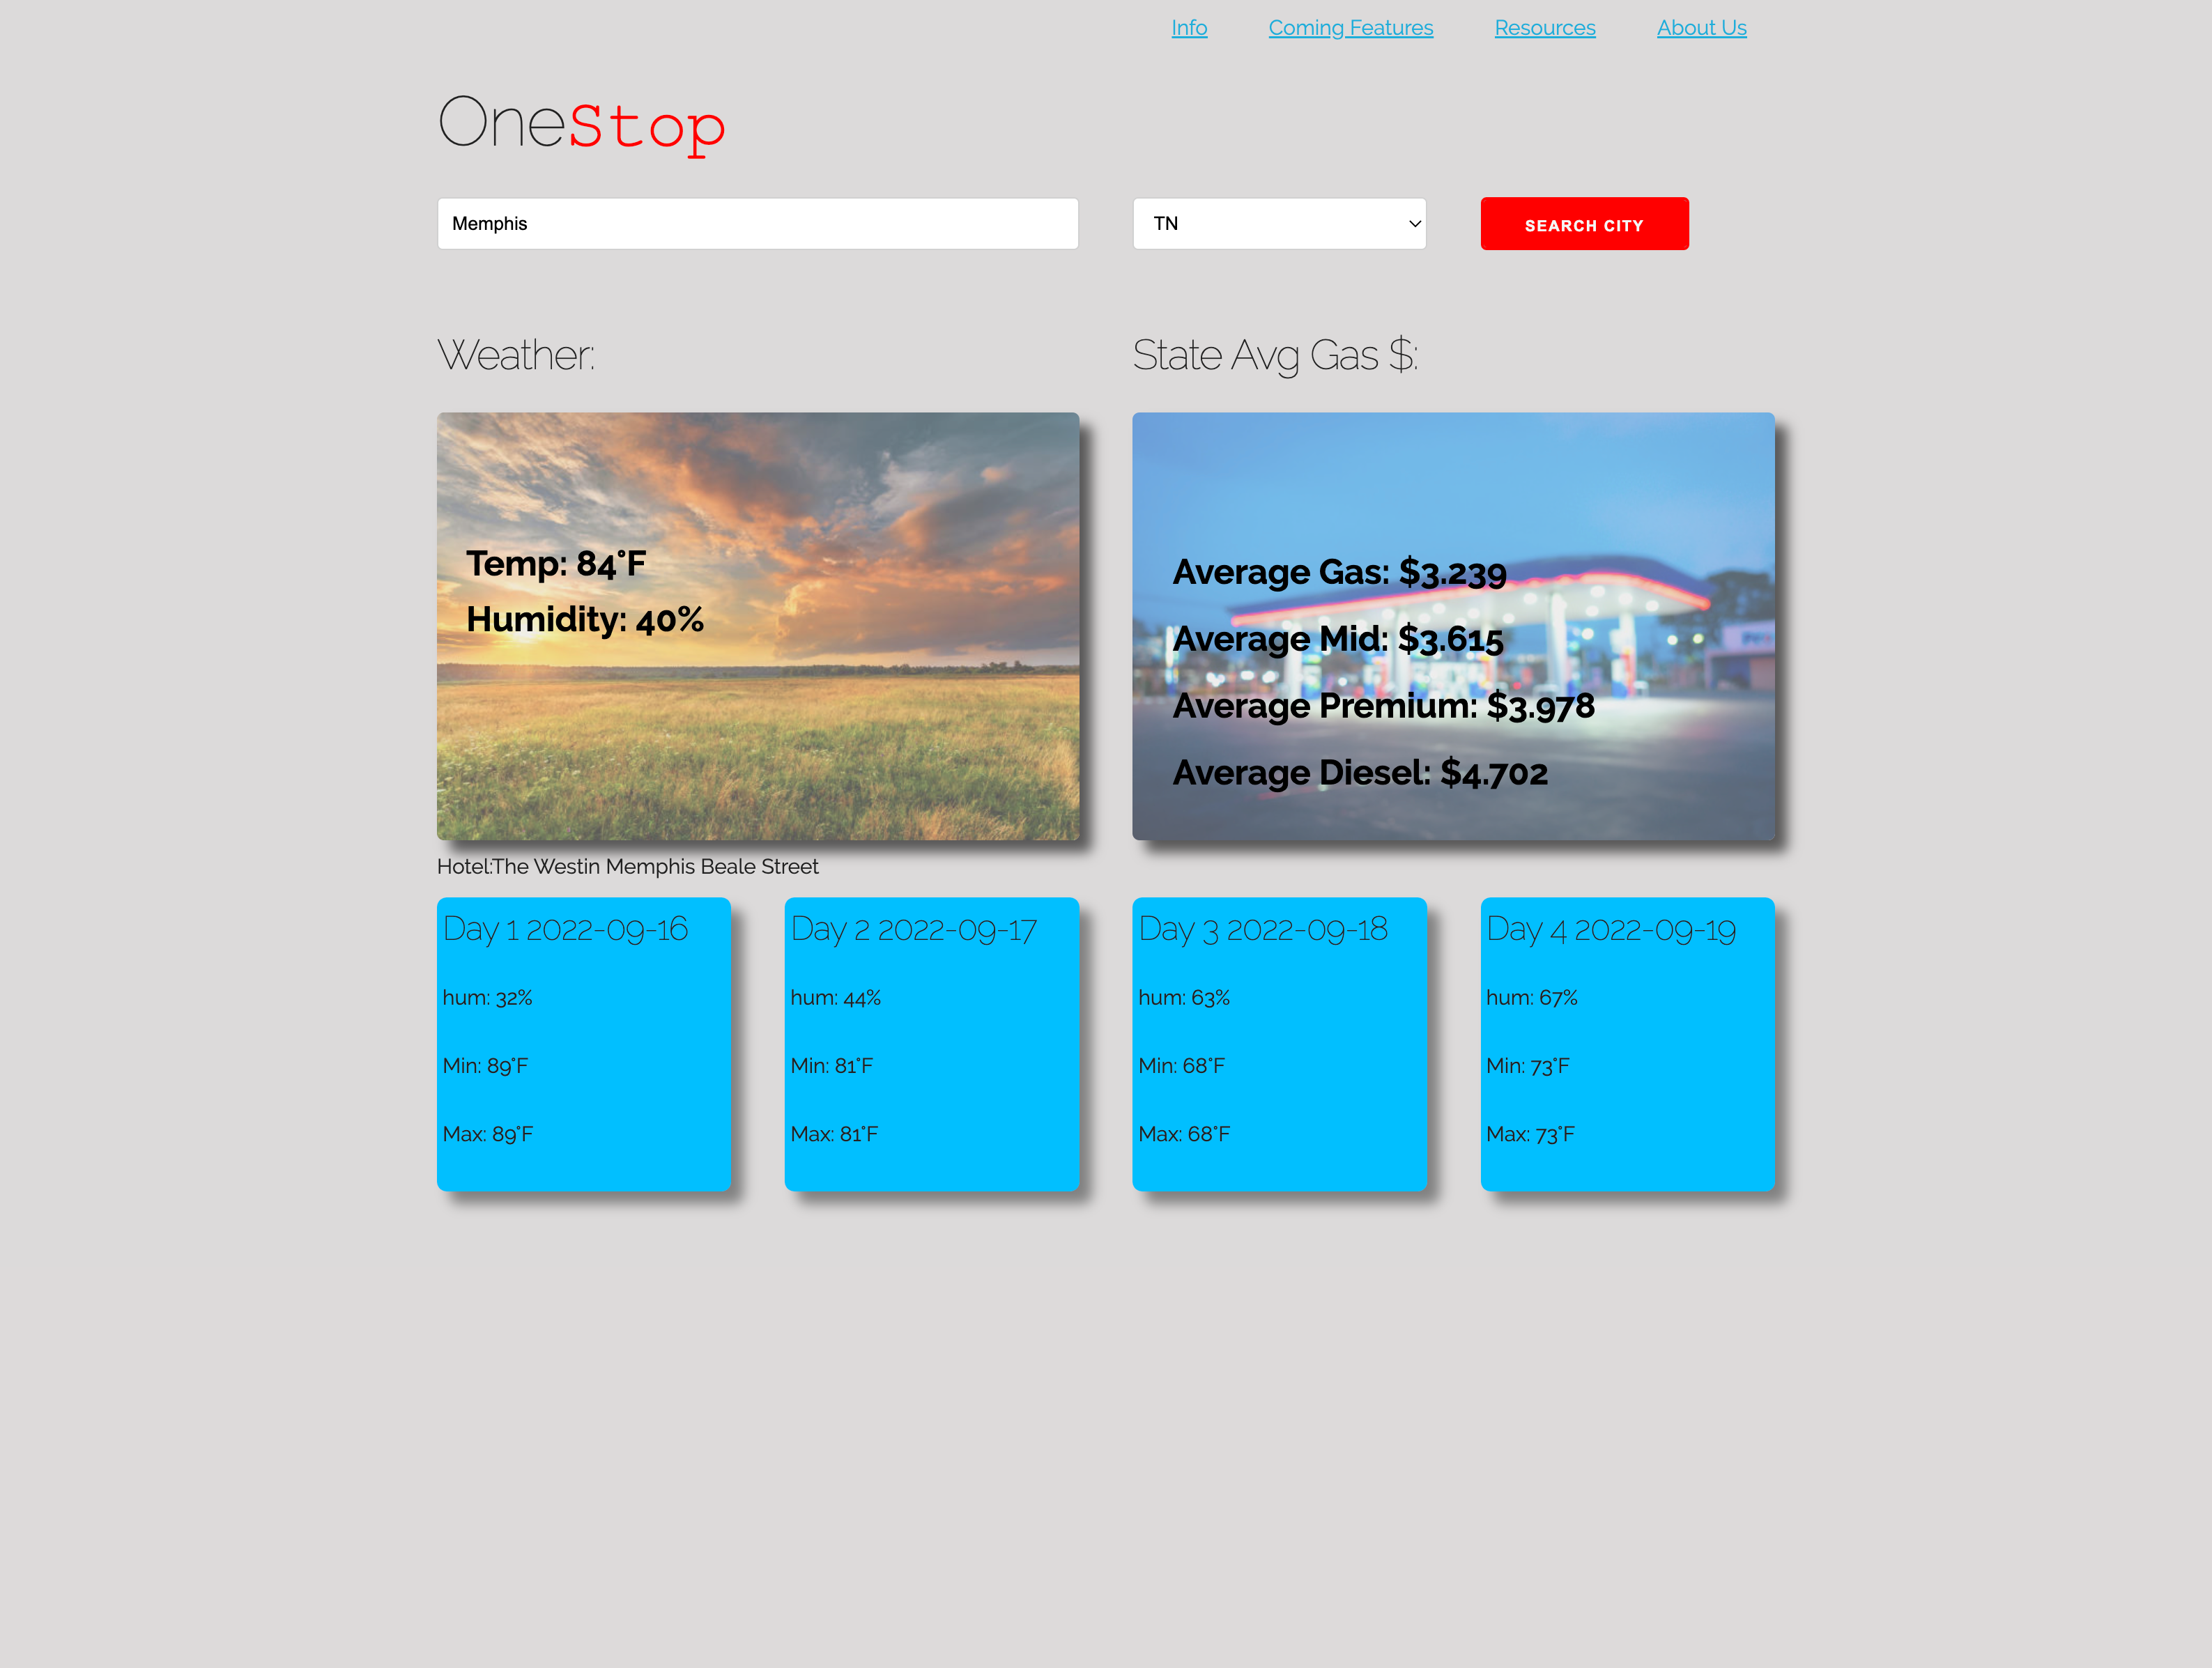 Info Coming Features Resources About Us
OneStop
Memphis TN SEARCH CITY
Weather:
State Avg Gas $:
Temp: 84°F
Humidity: 40%
Average Gas: $3.239
Average Mid: $3.615
Average Premium: $3.978
Average Diesel: $4.702
Hotel:The Westin Memphis Beale Street
Day 1 2022-09-16
hum: 32%
Min: 89°F
Max: 89°F
Day 2 2022-09-17
hum: 44%
Min: 81°F
Max: 81°F
Day 3 2022-09-18
hum: 63%
Min: 68°F
Max: 68°F
Day 4 2022-09-19
hum: 67%
Min: 73°F
Max: 73°F